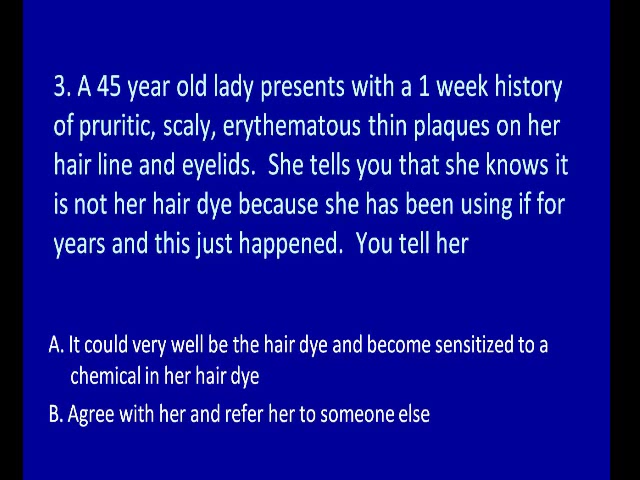 3. A 45 year old lady presents with a 1 week history
of pruritic, scaly, erythematous thin plaques on her
hair line and eyelids.  She tells you that she knows it
is not her hair dye because she has been using if for
years and this just happened.  You tell her
A. It could very well be the hair dye and become sensitized to a
chemical in her hair dye
B. Agree with her and refer her to someone else